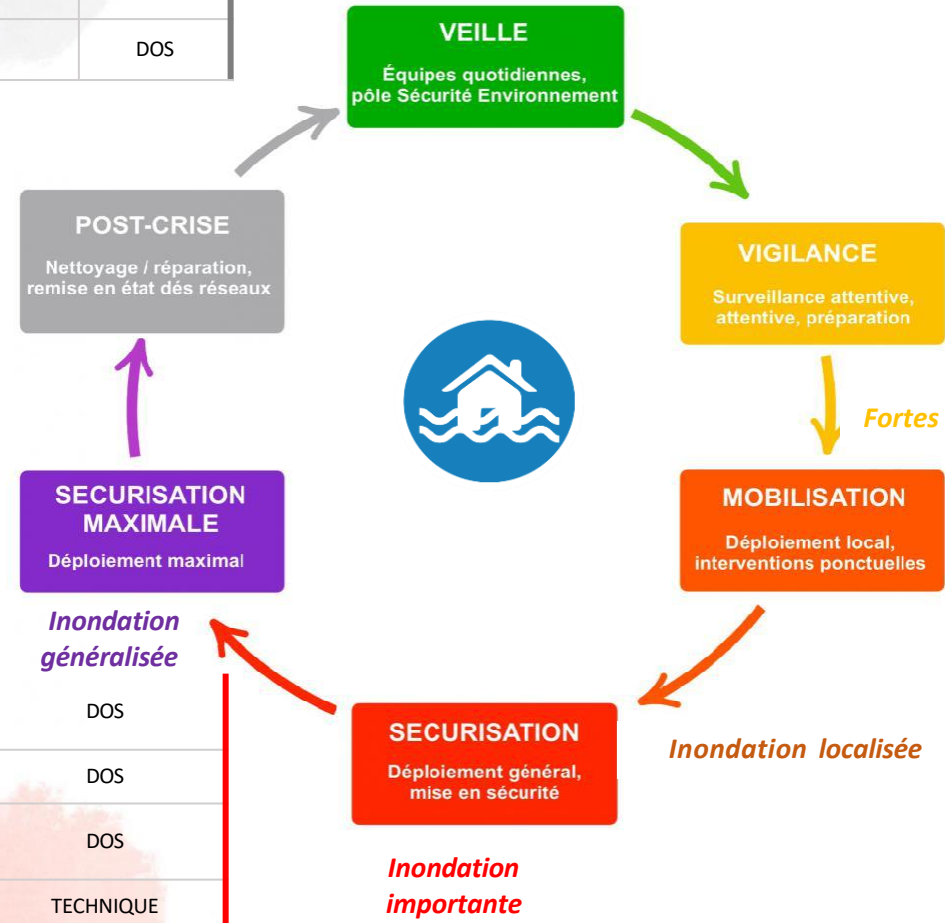 DOS
VEILLE
Équipes quotidiennes,
pôle Sécurité Environnement
POST-CRISE
Nettoyage / réparation,
remise en état dés réseaux
VIGILANCE
Surveillance attentive,
attentive, préparation
Fortes
SECURISATION
MAXIMALE
Déploiement maximal
MOBILISATION
Déploiement local,
interventions ponctuelles
Inondation
généralisée
SECURISATION
Déploiement général,
mise en sécurité
Inondation localisée
Inondation
importante
DOS
DOS
DOS
TECHNIQUE